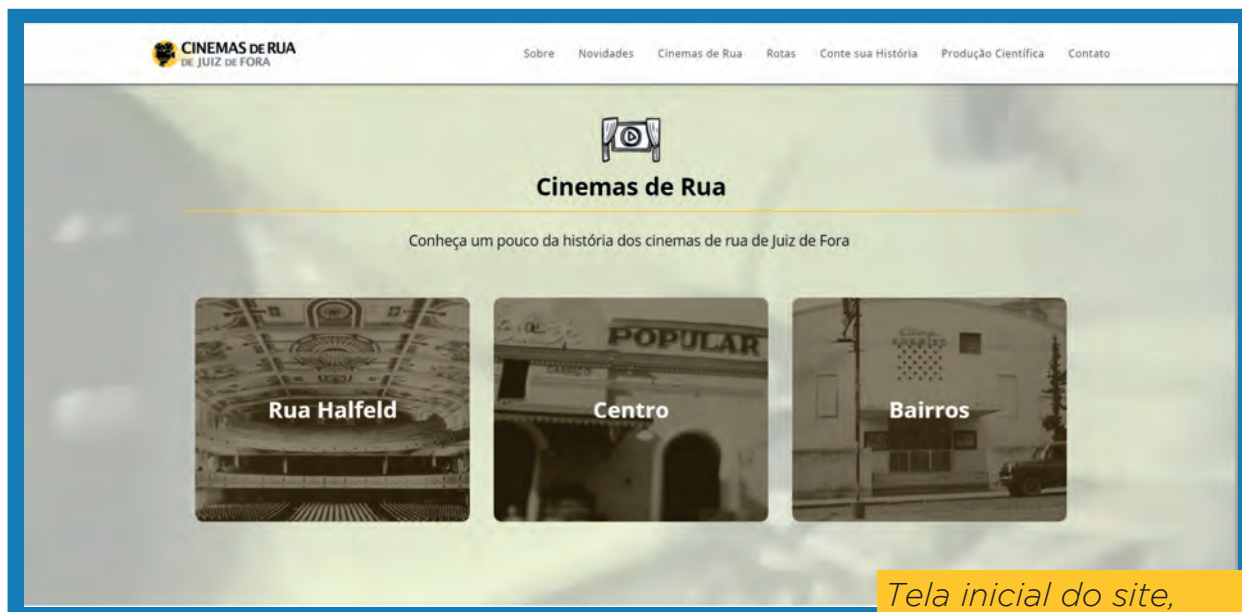 CINEMAS DE RUA
DE JUIZ DE FORA
Sobre Novidades Cinemas de Rua Rotas Conte sua História Produção Científica Contato
Cinemas de Rua
Conheça um pouco da história dos cinemas de rua de Juiz de Fora
POPULAR
Rua Halfeld Centro Bairros
Tela inicial do site,